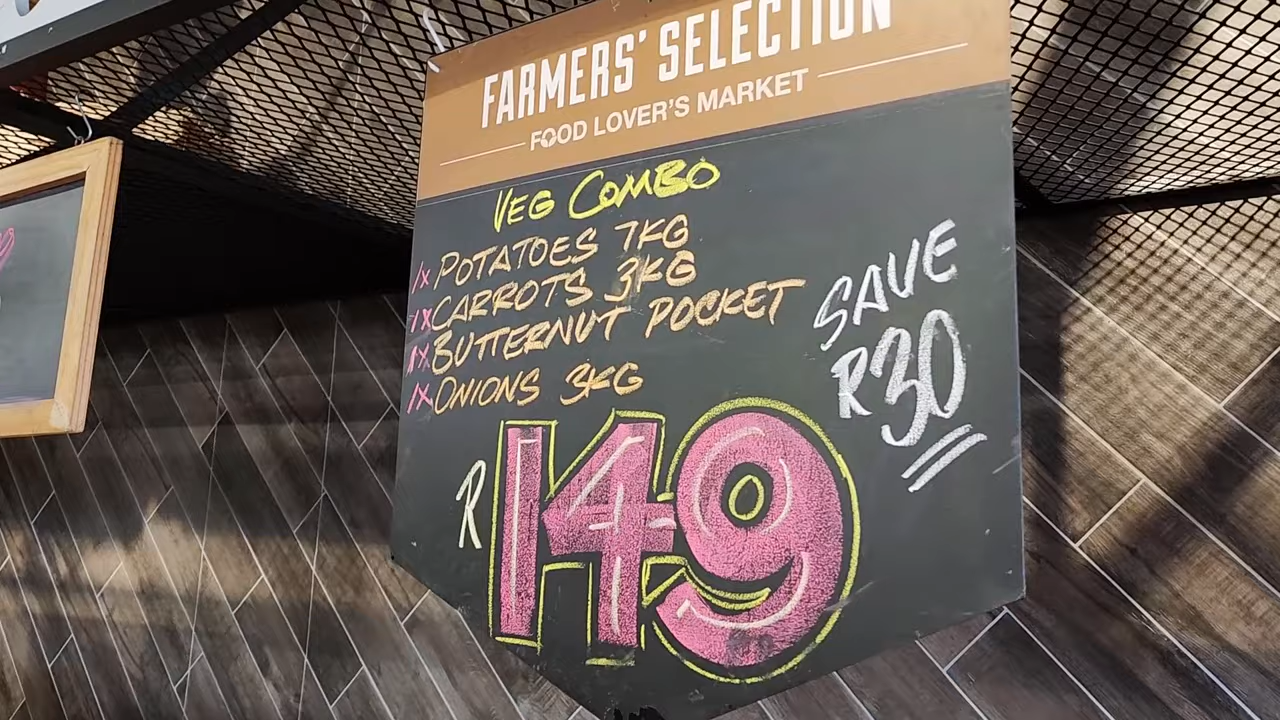 FARMERS' SELECTION
FOOD LOVER'S MARKET
VEG COMBO
1X POTATOES 7KG
1X CARROTS 3KG
1X BUTTERNUT POCKET
1X ONIONS 3KG
SAVE
R30
R149